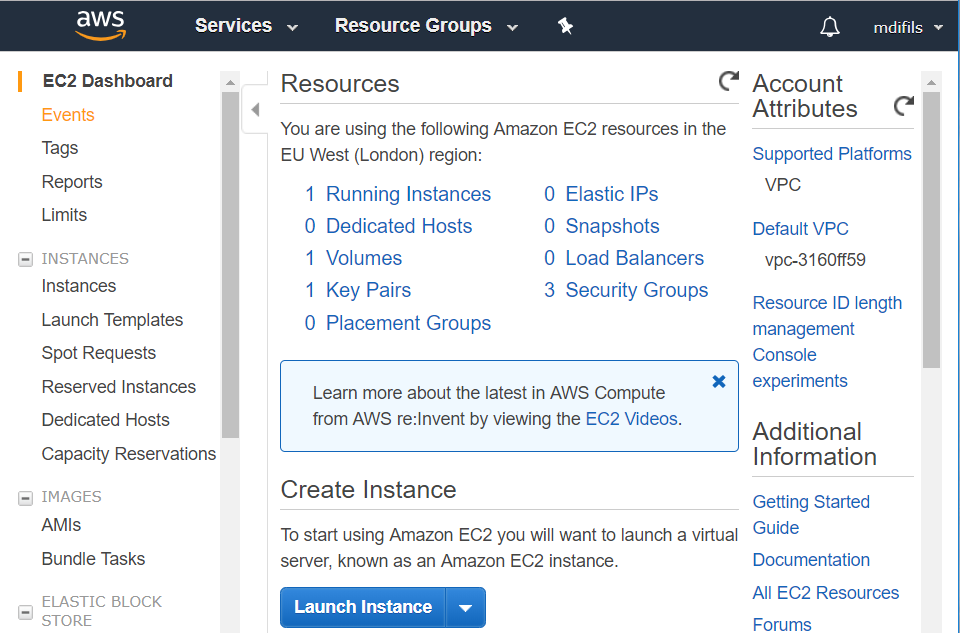 aws
Services
Resource Groups
mdifils
EC2 Dashboard
Events
Tags
Reports
Limits
INSTANCES
Instances
Launch Templates
Spot Requests
Reserved Instances
Dedicated Hosts
Capacity Reservations
IMAGES
AMIs
Bundle Tasks
ELASTIC BLOCK
STORE
Resources
You are using the following Amazon EC2 resources in the
EU West (London) region:
1 Running Instances
0 Elastic IPs
0 Dedicated Hosts
0 Snapshots
1 Volumes
0 Load Balancers
1 Key Pairs
3 Security Groups
0 Placement Groups
Learn more about the latest in AWS Compute
from AWS re:Invent by viewing the EC2 Videos.
Create Instance
To start using Amazon EC2 you will want to launch a virtual
server, known as an Amazon EC2 instance.
Launch Instance
Account
Attributes
Supported Platforms
VPC
Default VPC
vpc-3160ff59
Resource ID length
management
Console
experiments
Additional
Information
Getting Started
Guide
Documentation
All EC2 Resources
Forums